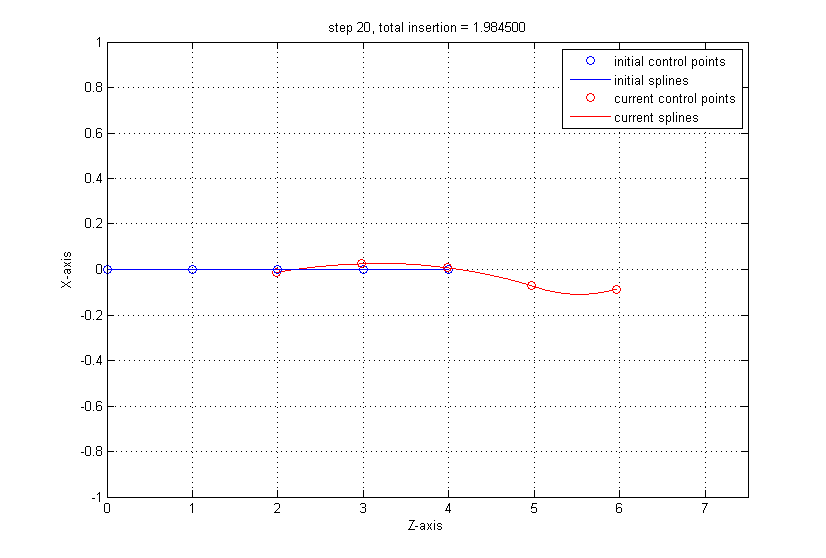 step 20, total insertion = 1.984500
initial control points
initial splines
current control points
current splines
1
0.8
0.6
0.4
0.2
0
-0.2
-0.4
-0.6
-0.8
-1
X-axis
0 1 2 3 4 5 6 7
Z-axis